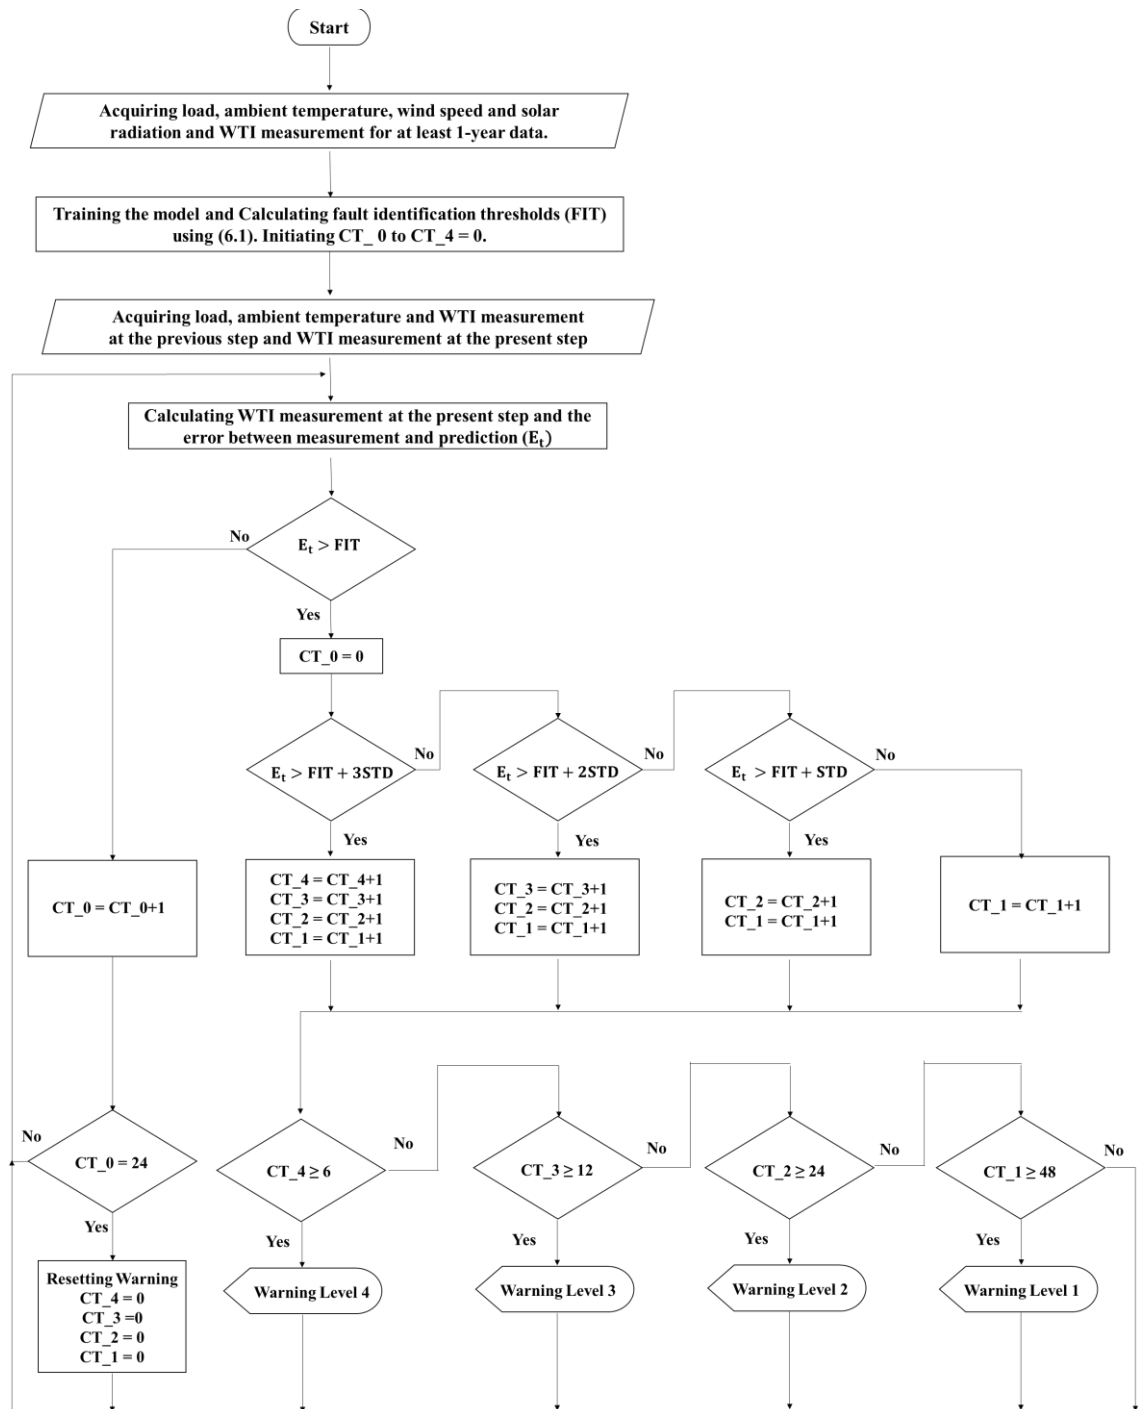 Start
Acquiring load, ambient temperature, wind speed and solar
radiation and WTI measurement for at least 1-year data.
Training the model and Calculating fault identification thresholds (FIT)
using (6.1). Initiating CT_ 0 to CT_4 = 0.
Acquiring load, ambient temperature and WTI measurement
at the previous step and WTI measurement at the present step
Calculating WTI measurement at the present step and the
error between measurement and prediction (Eₜ)
No
Eₜ > FIT
Yes
CT_0 = 0
Eₜ > FIT + 3STD
No
Eₜ > FIT + 2STD
No
Eₜ > FIT + STD
No
Yes
Yes
Yes
CT_0 = CT_0+1
CT_4 = CT_4+1
CT_3 = CT_3+1
CT_2 = CT_2+1
CT_1 = CT_1+1
CT_3 = CT_3+1
CT_2 = CT_2+1
CT_1 = CT_1+1
CT_2 = CT_2+1
CT_1 = CT_1+1
CT_1 = CT_1+1
No
CT_0 = 24
CT_4 ≥ 6
No
CT_3 ≥ 12
No
CT_2 ≥ 24
No
CT_1 ≥ 48
No
Yes
Yes
Yes
Yes
Yes
Resetting Warning
CT_4 = 0
CT_3 =0
CT_2 = 0
CT_1 = 0
Warning Level 4
Warning Level 3
Warning Level 2
Warning Level 1